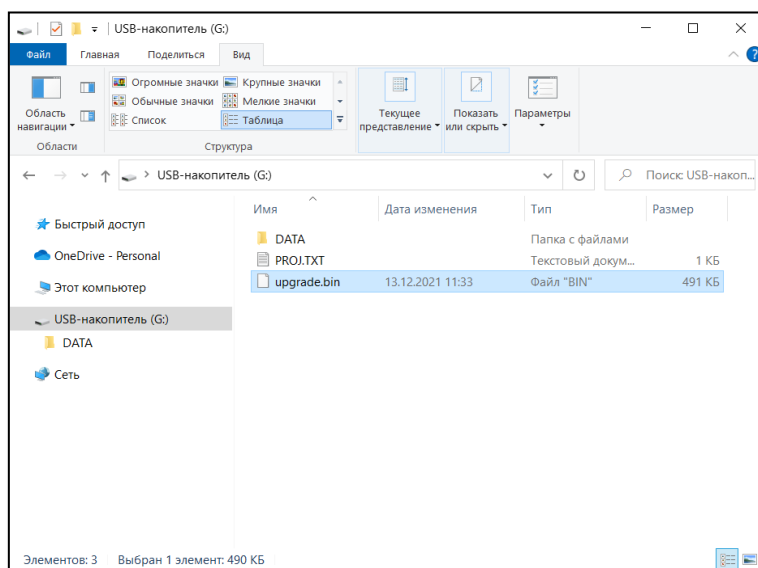 USB-накопитель (G:)
Файл Главная Поделиться Вид
Область навигации
Огромные значки Крупные значки
Обычные значки Мелкие значки
Список Таблица
Текущее представление
Показать или скрыть
Параметры
Области Структура
USB-накопитель (G:) Поиск: USB-накоп...
Имя Дата изменения Тип Размер
DATA Папка с файлами
PROJ.TXT Текстовый докум... 1 КБ
upgrade.bin 13.12.2021 11:33 Файл "BIN" 491 КБ
Быстрый доступ
OneDrive - Personal
Этот компьютер
USB-накопитель (G:)
DATA
Сеть
Элементов: 3 Выбран 1 элемент: 490 КБ